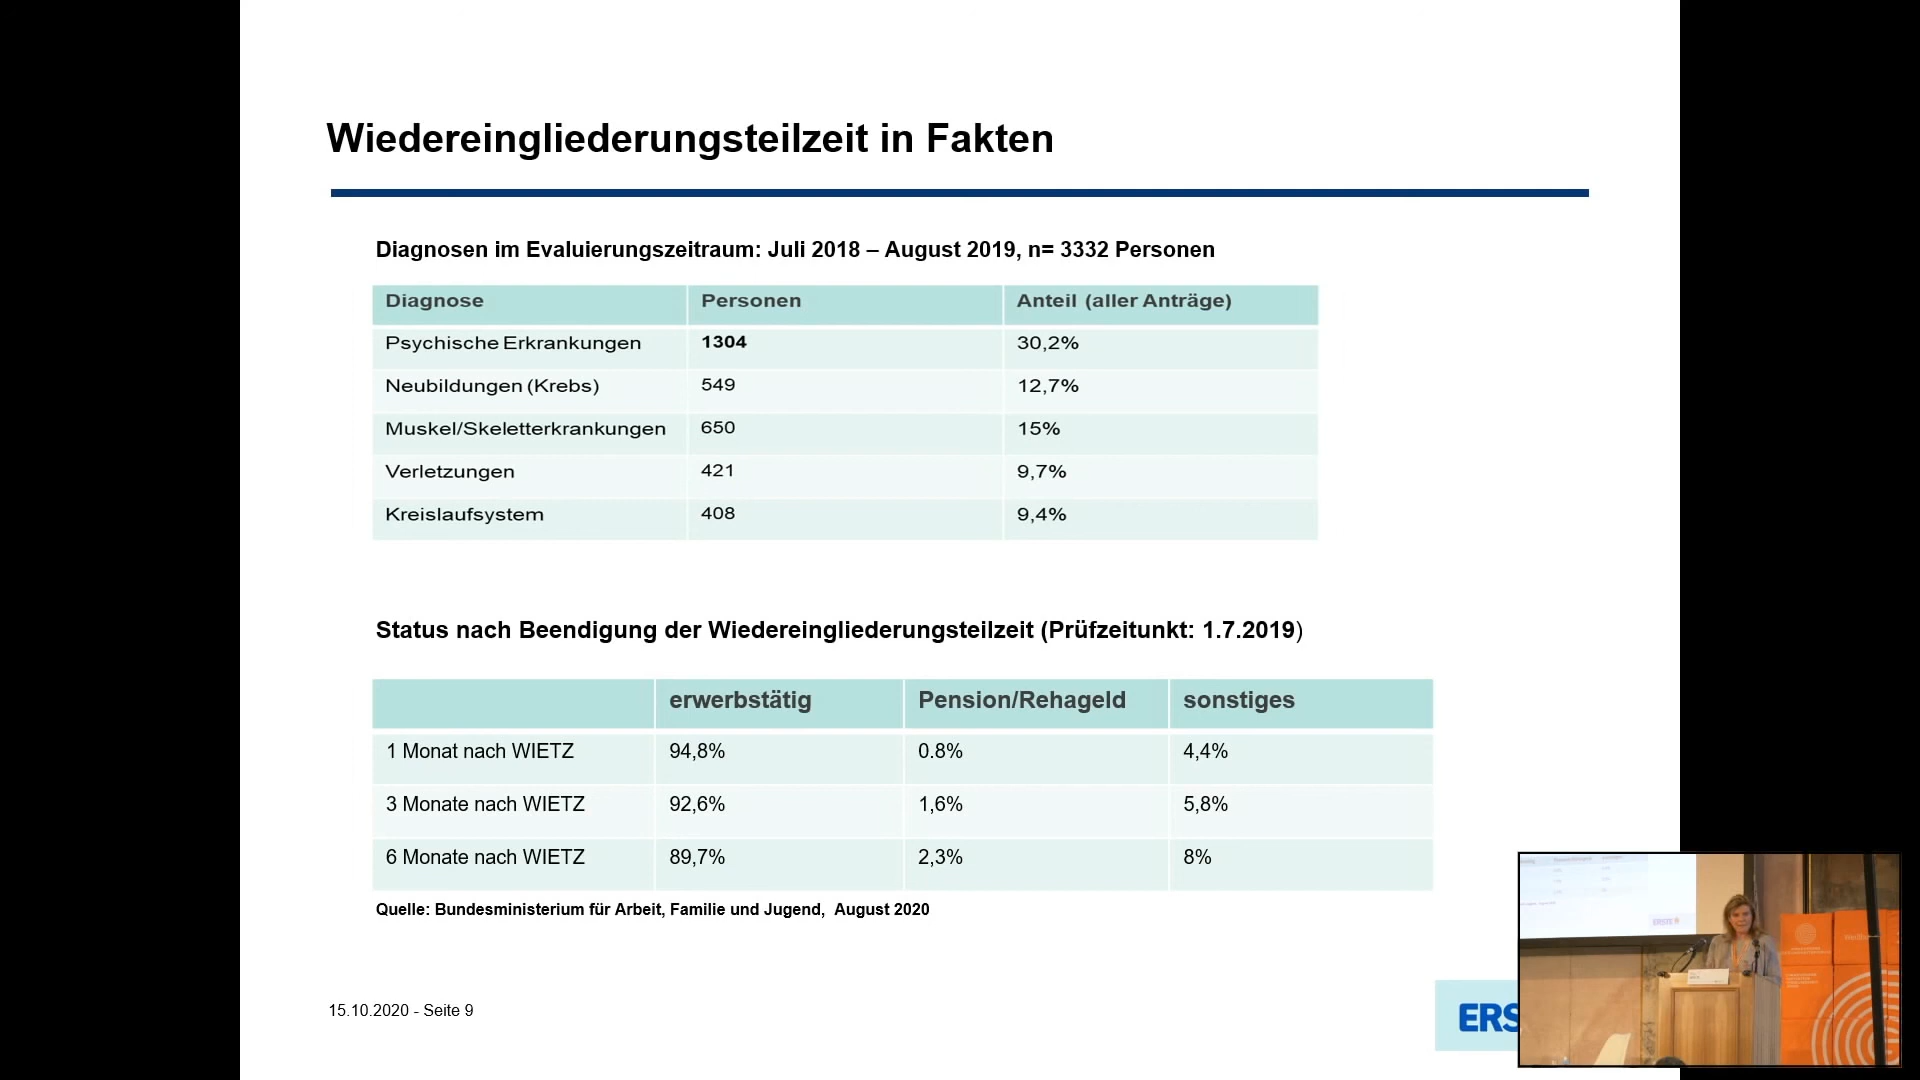 Wiedereingliederungsteilzeit in Fakten
Diagnosen im Evaluierungszeitraum: Juli 2018 – August 2019, n= 3332 Personen
Diagnose Personen Anteil (aller Anträge)
Psychische Erkrankungen 1304 30,2%
Neubildungen (Krebs) 549 12,7%
Muskel/Skeletterkrankungen 650 15%
Verletzungen 421 9,7%
Kreislaufsystem 408 9,4%
Status nach Beendigung der Wiedereingliederungsteilzeit (Prüfzeitunkt: 1.7.2019)
erwerbstätig Pension/Rehageld sonstiges
1 Monat nach WIETZ 94,8% 0.8% 4,4%
3 Monate nach WIETZ 92,6% 1,6% 5,8%
6 Monate nach WIETZ 89,7% 2,3% 8%
Quelle: Bundesministerium für Arbeit, Familie und Jugend, August 2020
15.10.2020 - Seite 9
ERS
ERSTE